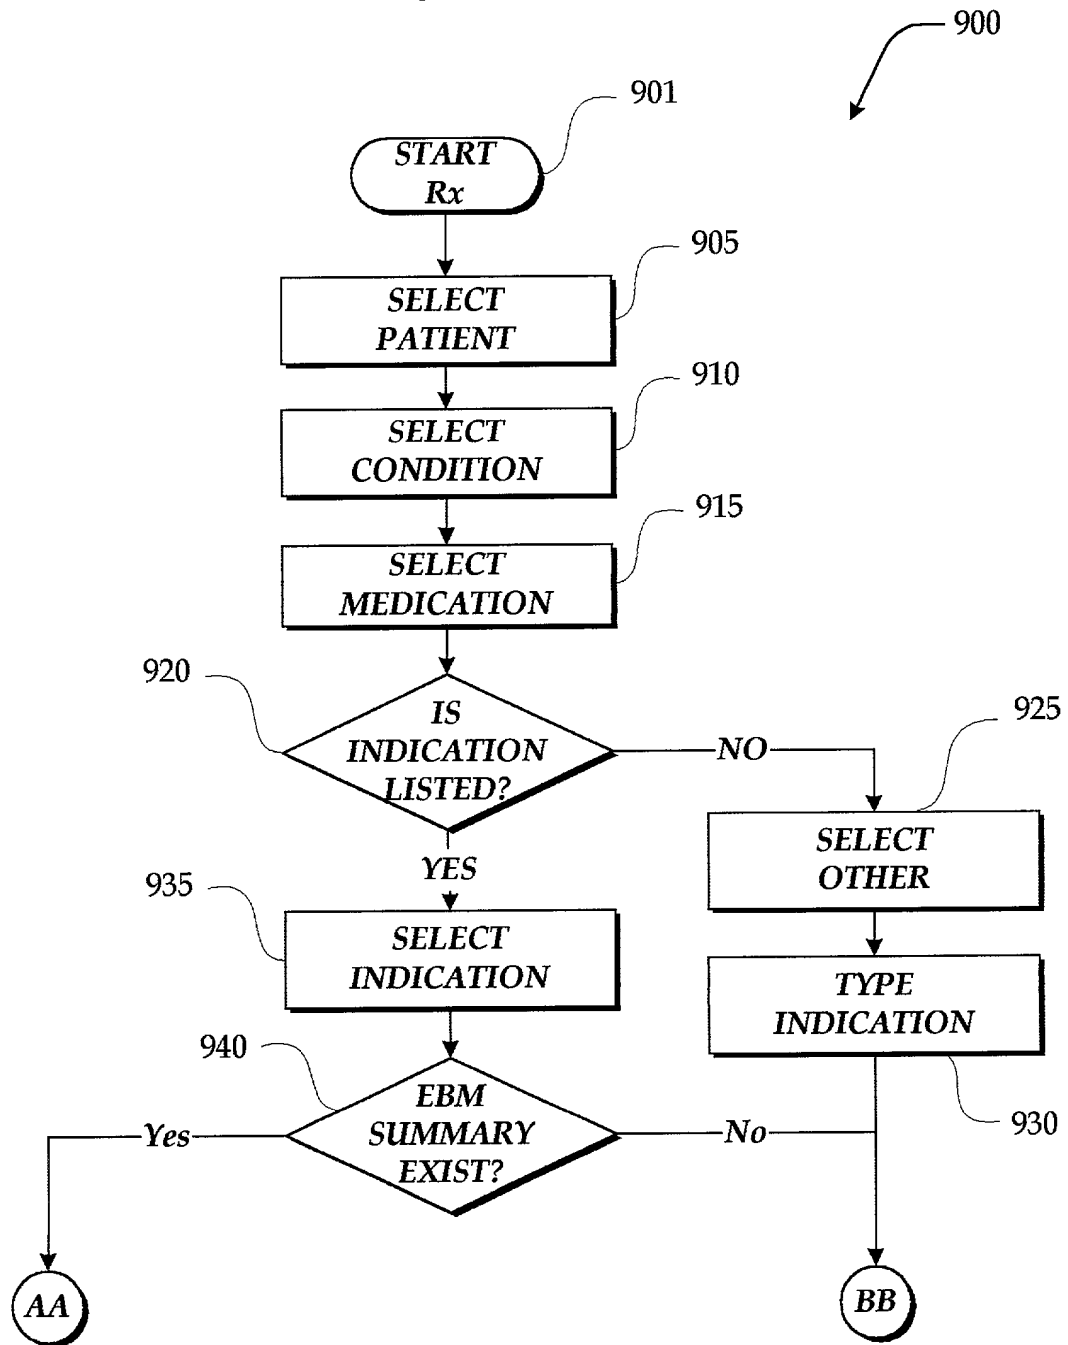 900
901
START
Rx
905
SELECT
PATIENT
910
SELECT
CONDITION
915
SELECT
MEDICATION
920
IS
INDICATION
LISTED?
NO
925
SELECT
OTHER
YES
935
SELECT
INDICATION
TYPE
INDICATION
930
940
EBM
SUMMARY
EXIST?
Yes
No
AA
BB